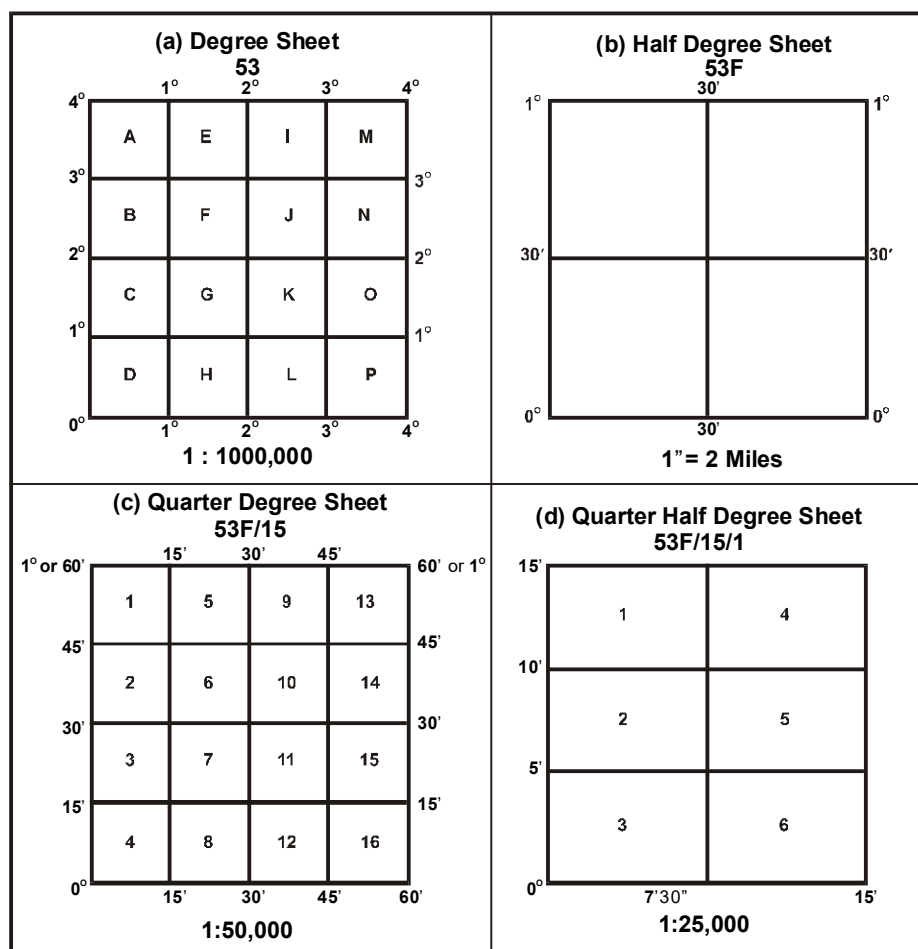 (a) Degree Sheet
53
1° 2° 3° 4°
4°
A E I M
3° 3°
B F J N
2° 2°
C G K O
1° 1°
D H L P
0°
1° 2° 3° 4°
1 : 1000,000
(b) Half Degree Sheet
53F
30'
1° 1°
30' 30'
0° 0°
30'
1”= 2 Miles
(c) Quarter Degree Sheet
53F/15
15' 30' 45'
1° or 60’ 60’ or 1°
1 5 9 13
45' 45'
2 6 10 14
30' 30'
3 7 11 15
15' 15'
4 8 12 16
0°
15' 30' 45' 60'
1:50,000
(d) Quarter Half Degree Sheet
53F/15/1
15'
1 4
10'
2 5
5'
3 6
0°
7’30” 15'
1:25,000